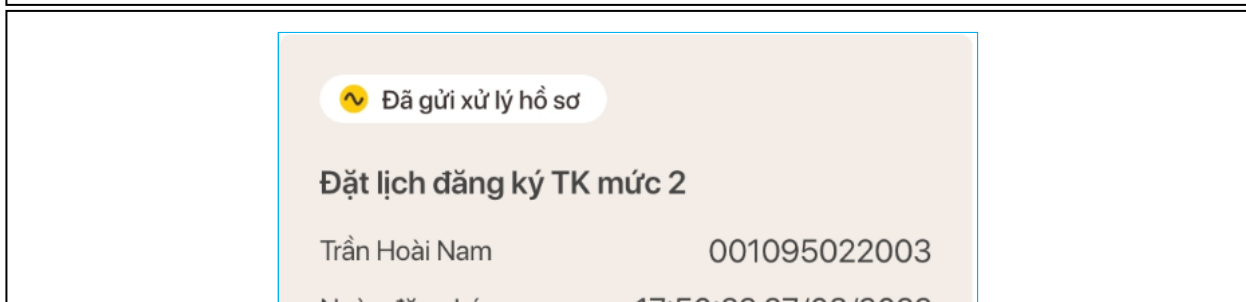 Đã gửi xử lý hồ sơ
Đặt lịch đăng ký TK mức 2
Trần Hoài Nam 001095022003